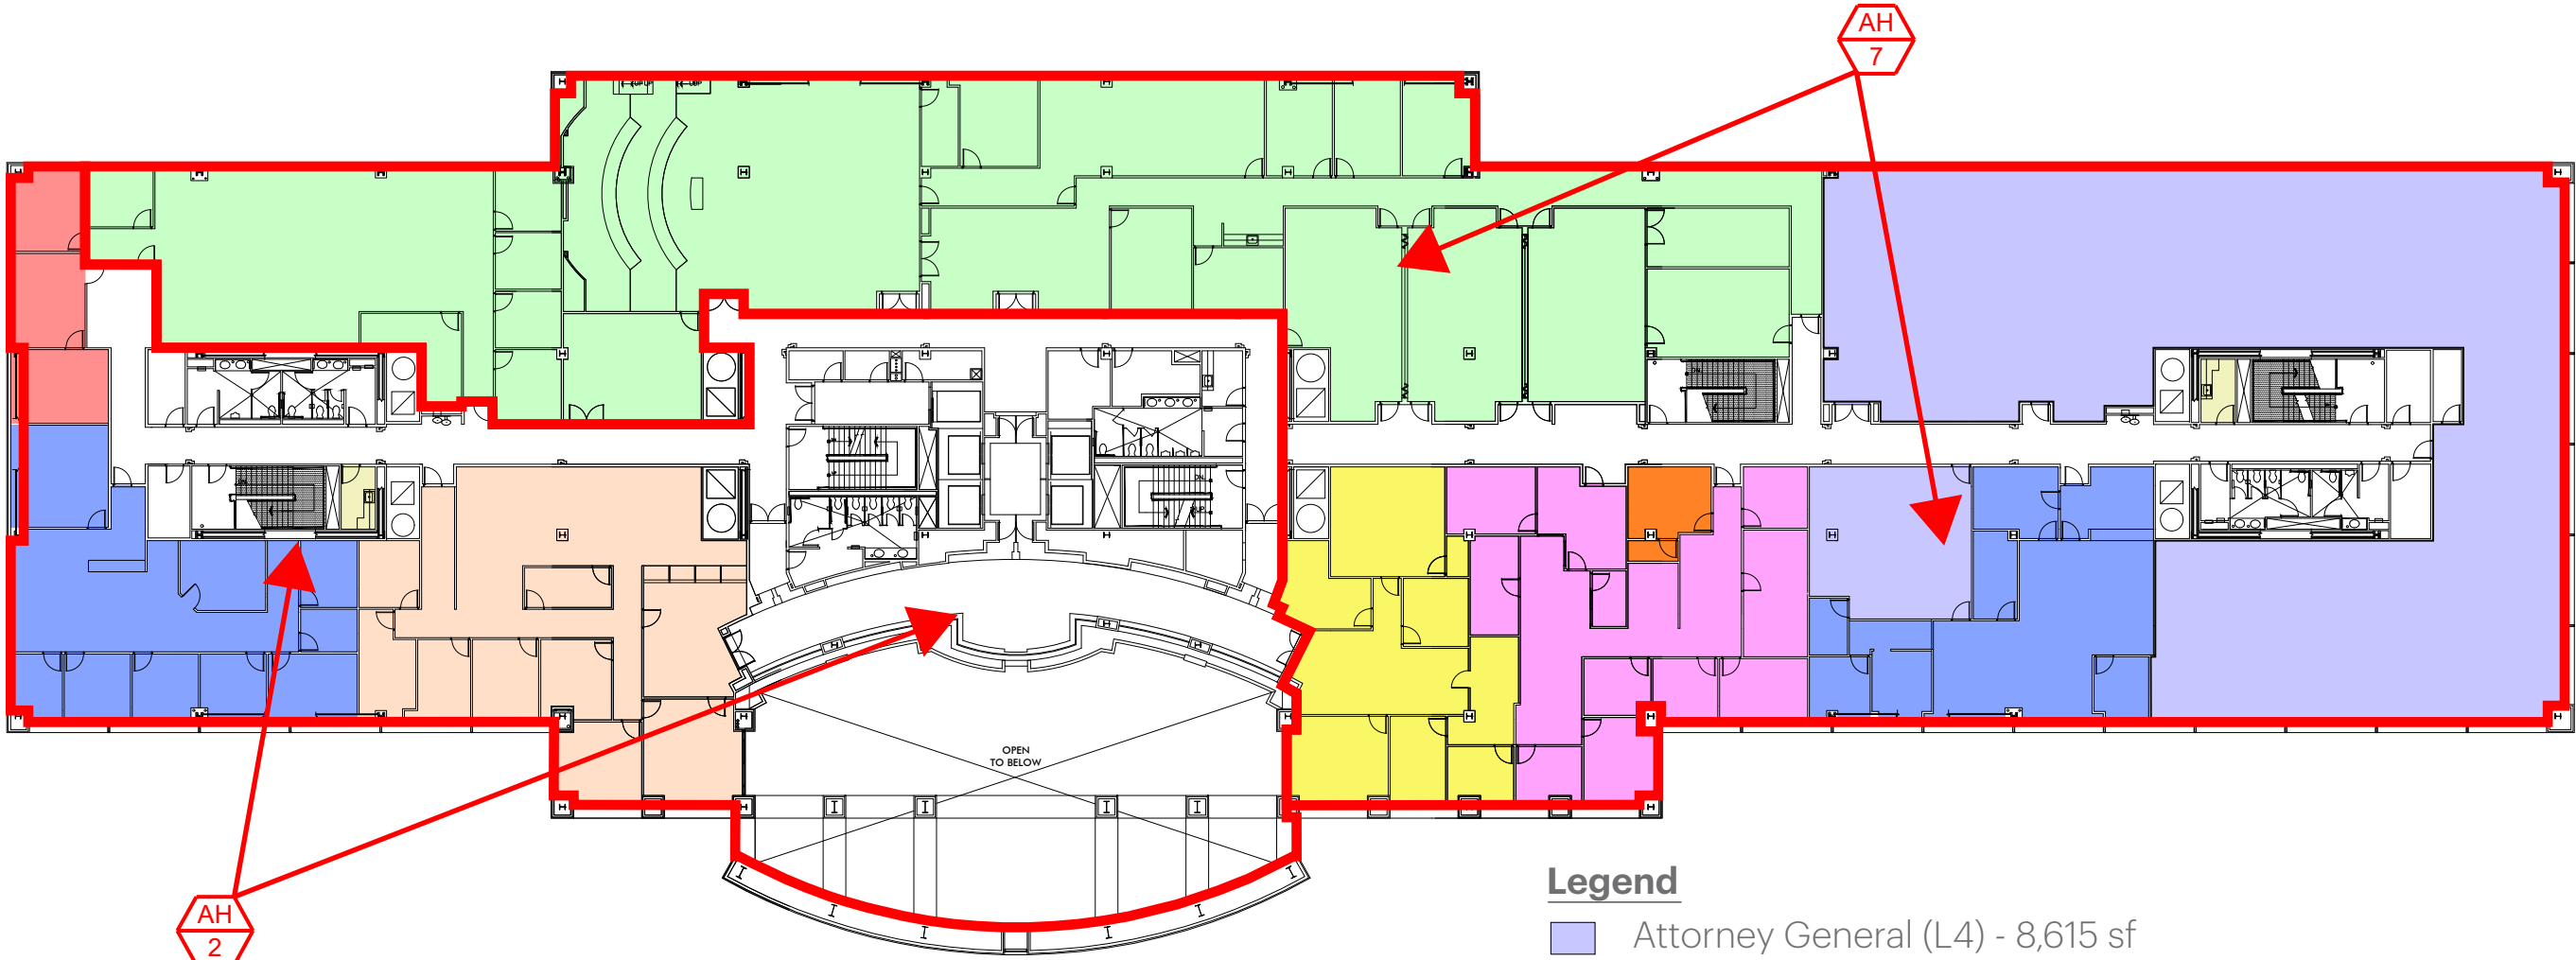 AH
7
OPEN
TO BELOW
Legend
Attorney General (L4) - 8,615 sf
AH
2